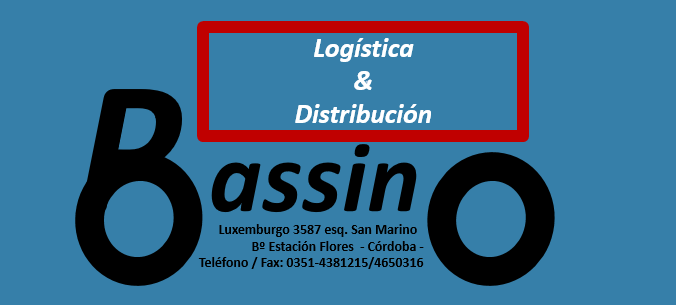 Logística
&
Distribución
Bassino
Luxemburgo 3587 esq. San Marino
Bº Estación Flores - Córdoba -
Teléfono / Fax: 0351-4381215/4650316